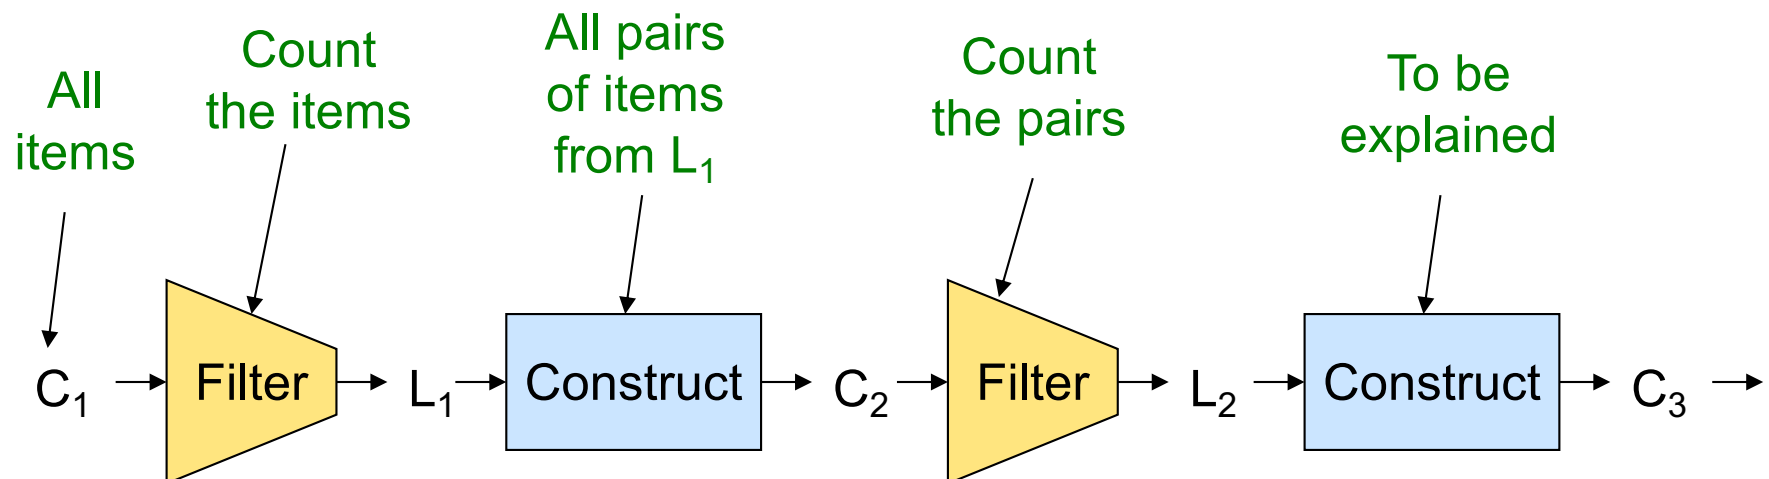 All
items
Count
the items
All pairs
of items
from L₁
Count
the pairs
To be
explained
C₁
Filter
L₁
Construct
C₂
Filter
L₂
Construct
C₃